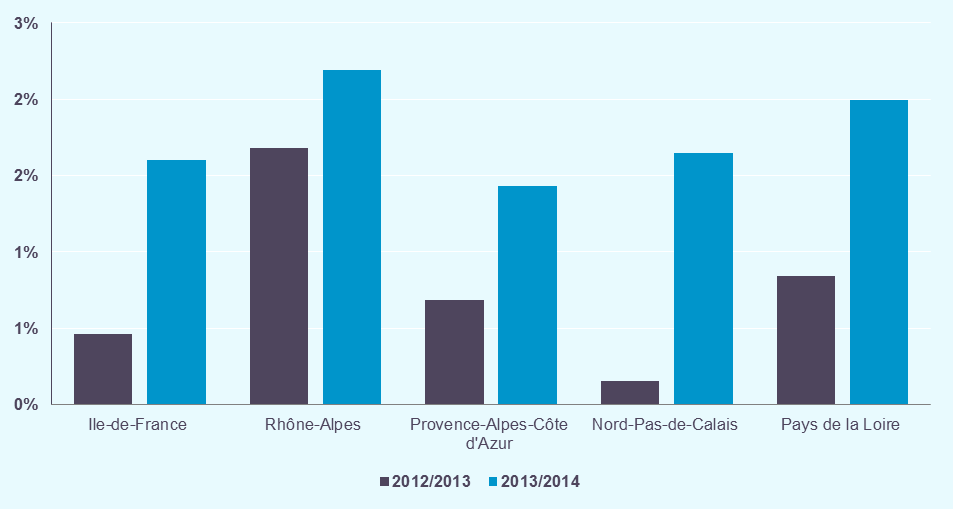 3%
2%
2%
1%
1%
0%
Ile-de-France
Rhône-Alpes
Provence-Alpes-Côte
d'Azur
Nord-Pas-de-Calais
Pays de la Loire
2012/2013
2013/2014